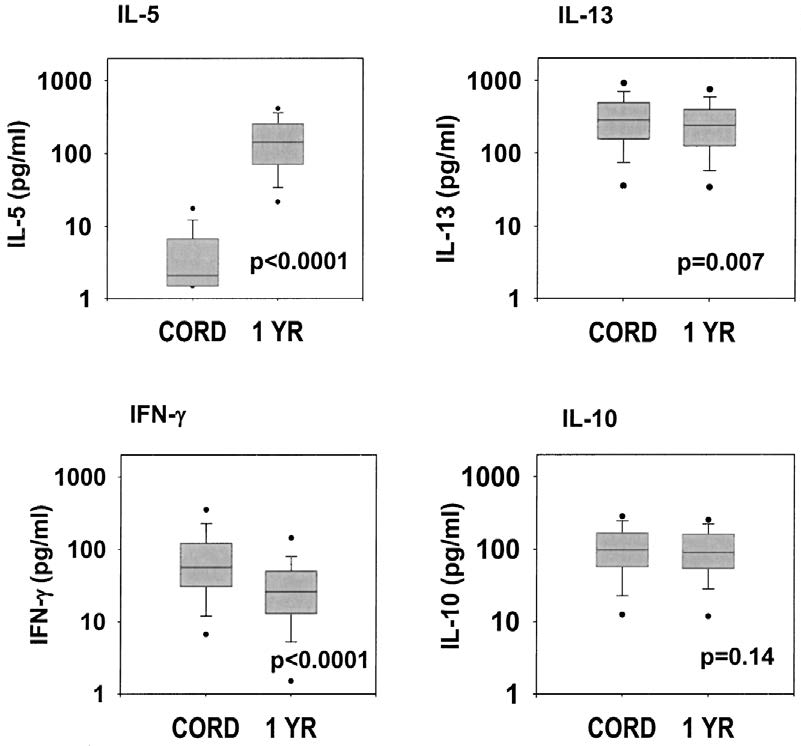 IL-5
IL-5 (pg/ml)
1000
100
10
1
p<0.0001
CORD 1 YR
IL-13
IL-13 (pg/ml)
1000
100
10
1
p=0.007
CORD 1 YR
IFN-γ
IFN-γ (pg/ml)
1000
100
10
1
p<0.0001
CORD 1 YR
IL-10
IL-10 (pg/ml)
1000
100
10
1
p=0.14
CORD 1 YR